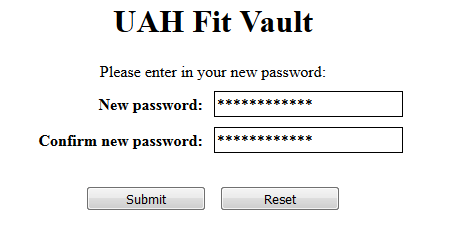 UAH Fit Vault
Please enter in your new password:
New password: ************
Confirm new password: ************
Submit Reset